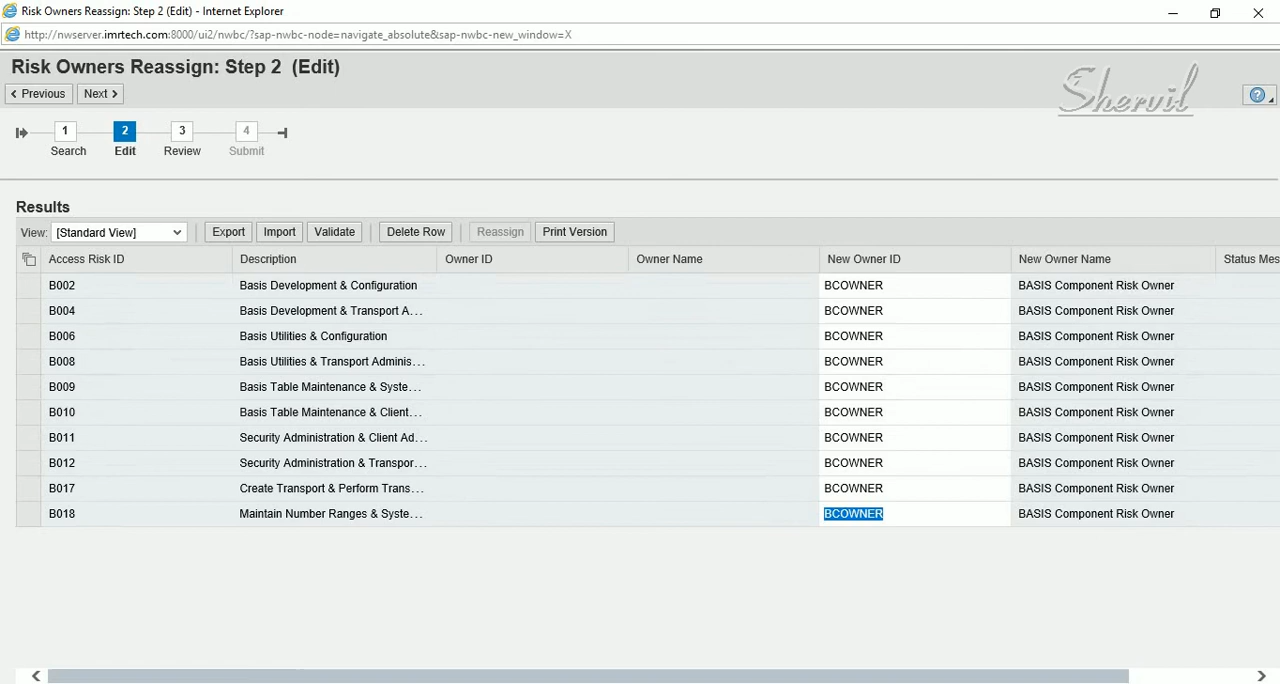 Risk Owners Reassign: Step 2 (Edit) - Internet Explorer
http://nwserver.imrtech.com:8000/ui2/nwbc/?sap-nwbc-node=navigate_absolute&sap-nwbc-new_window=X
Risk Owners Reassign: Step 2 (Edit)
Previous Next
Shervil
1 2 3 4
Search Edit Review Submit
Results
View: [Standard View] Export Import Validate Delete Row Reassign Print Version
Access Risk ID Description Owner ID Owner Name New Owner ID New Owner Name Status Mes
B002 Basis Development & Configuration BCOWNER BASIS Component Risk Owner
B004 Basis Development & Transport A... BCOWNER BASIS Component Risk Owner
B006 Basis Utilities & Configuration BCOWNER BASIS Component Risk Owner
B008 Basis Utilities & Transport Adminis... BCOWNER BASIS Component Risk Owner
B009 Basis Table Maintenance & Syste... BCOWNER BASIS Component Risk Owner
B010 Basis Table Maintenance & Client... BCOWNER BASIS Component Risk Owner
B011 Security Administration & Client Ad... BCOWNER BASIS Component Risk Owner
B012 Security Administration & Transpor... BCOWNER BASIS Component Risk Owner
B017 Create Transport & Perform Trans... BCOWNER BASIS Component Risk Owner
B018 Maintain Number Ranges & Syste... BCOWNER BASIS Component Risk Owner